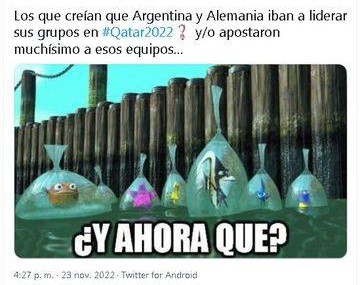 Los que creían que Argentina y Alemania iban a liderar
sus grupos en #Qatar2022❓ y/o apostaron
muchísimo a esos equipos...
¿Y AHORA QUE?
4:27 p. m. · 23 nov. 2022 · Twitter for Android